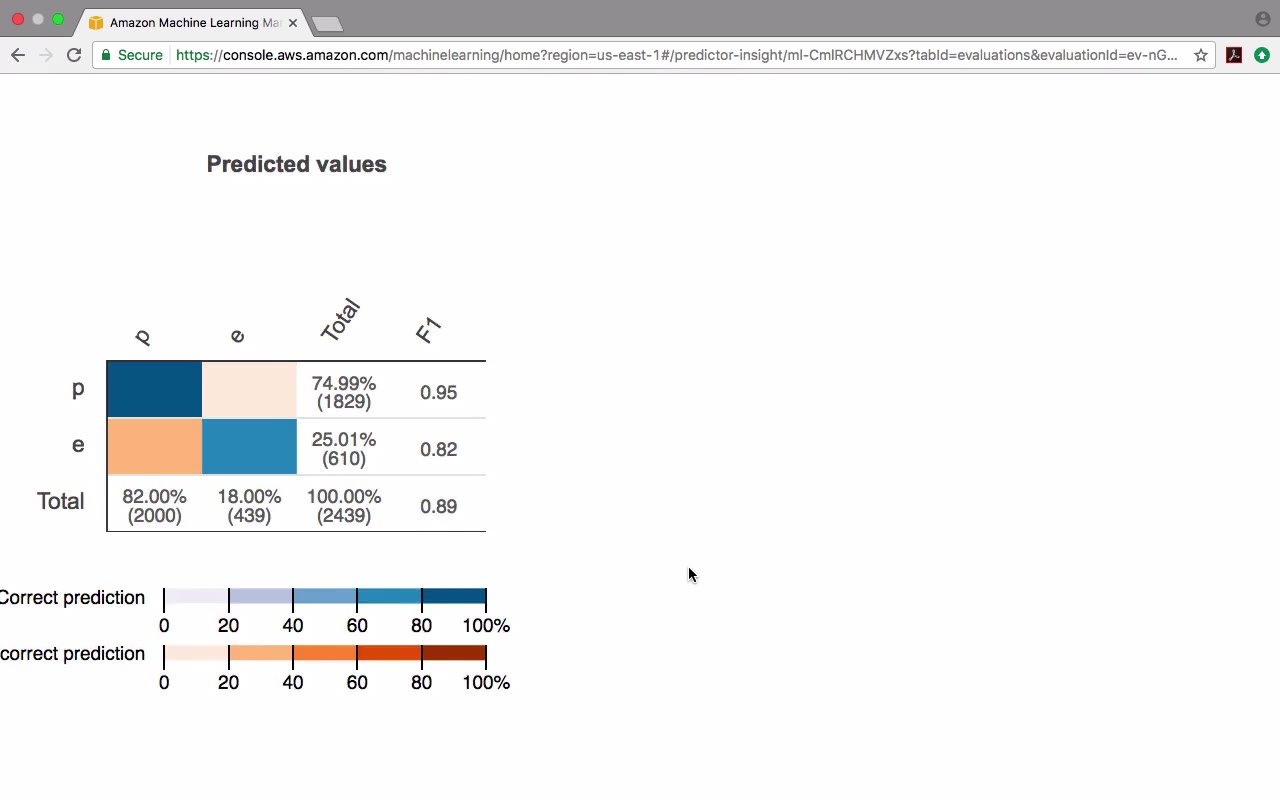 Amazon Machine Learning Ma
Secure https://console.aws.amazon.com/machinelearning/home?region=us-east-1#/predictor-insight/ml-CmlRCHMVZxs?tabId=evaluations&evaluationId=ev-nG...
Predicted values
p e Total F1
p 74.99% (1829) 0.95
e 25.01% (610) 0.82
Total 82.00% (2000) 18.00% (439) 100.00% (2439) 0.89
Correct prediction
0 20 40 60 80 100%
correct prediction
0 20 40 60 80 100%